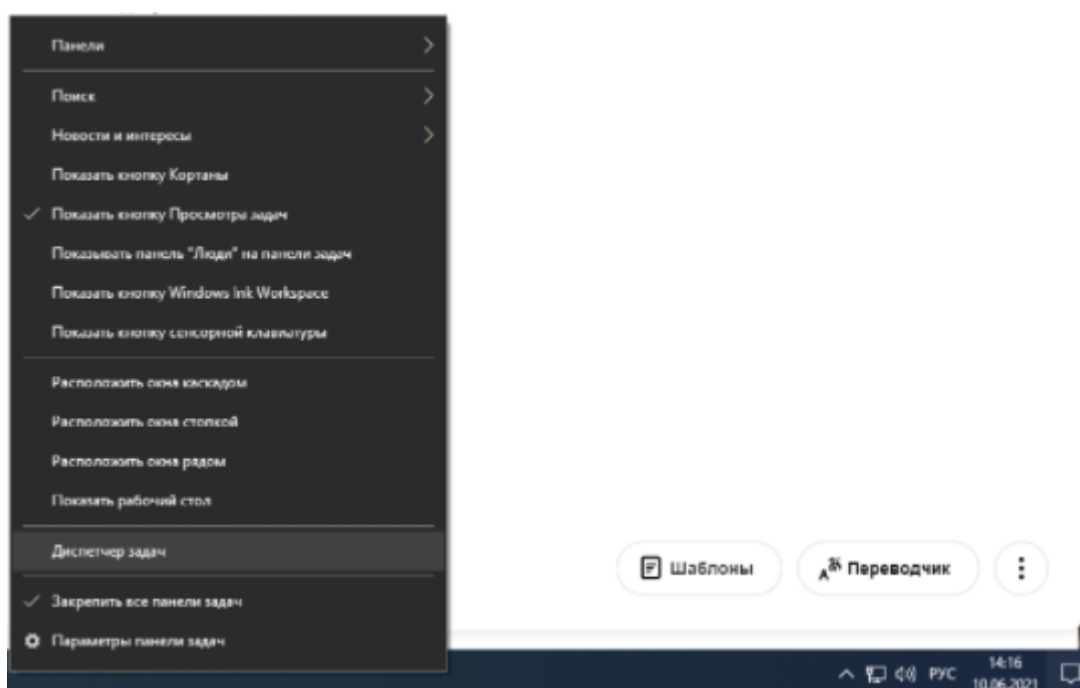 Панели
Поиск
Новости и интересы
Показать кнопку Кортаны
Показать кнопку Просмотра задач
Показывать панель "Люди" на панели задач
Показать кнопку Windows Ink Workspace
Показать кнопку сенсорной клавиатуры
Расположить окна каскадом
Расположить окна стопкой
Расположить окна рядом
Показать рабочий стол
Диспетчер задач
Закрепить все панели задач
Параметры панели задач
Шаблоны
Переводчик
РУС
14:16
10.06.2021